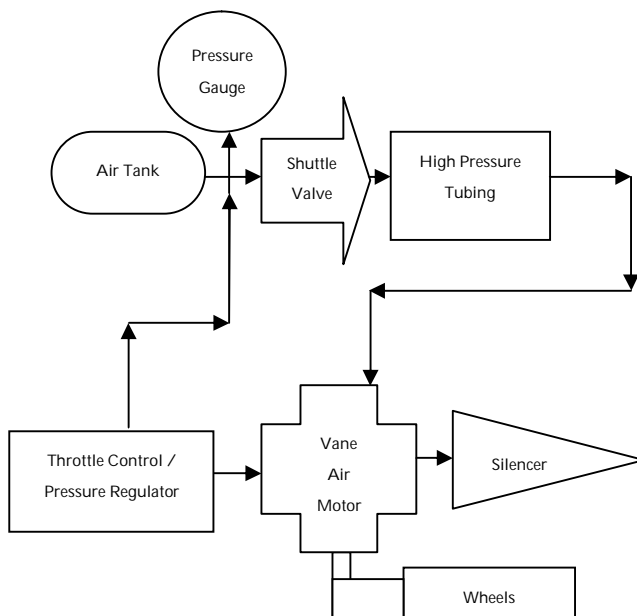 Pressure
Gauge
Air Tank
Shuttle
Valve
High Pressure
Tubing
Throttle Control /
Pressure Regulator
Vane
Air
Motor
Silencer
Wheels